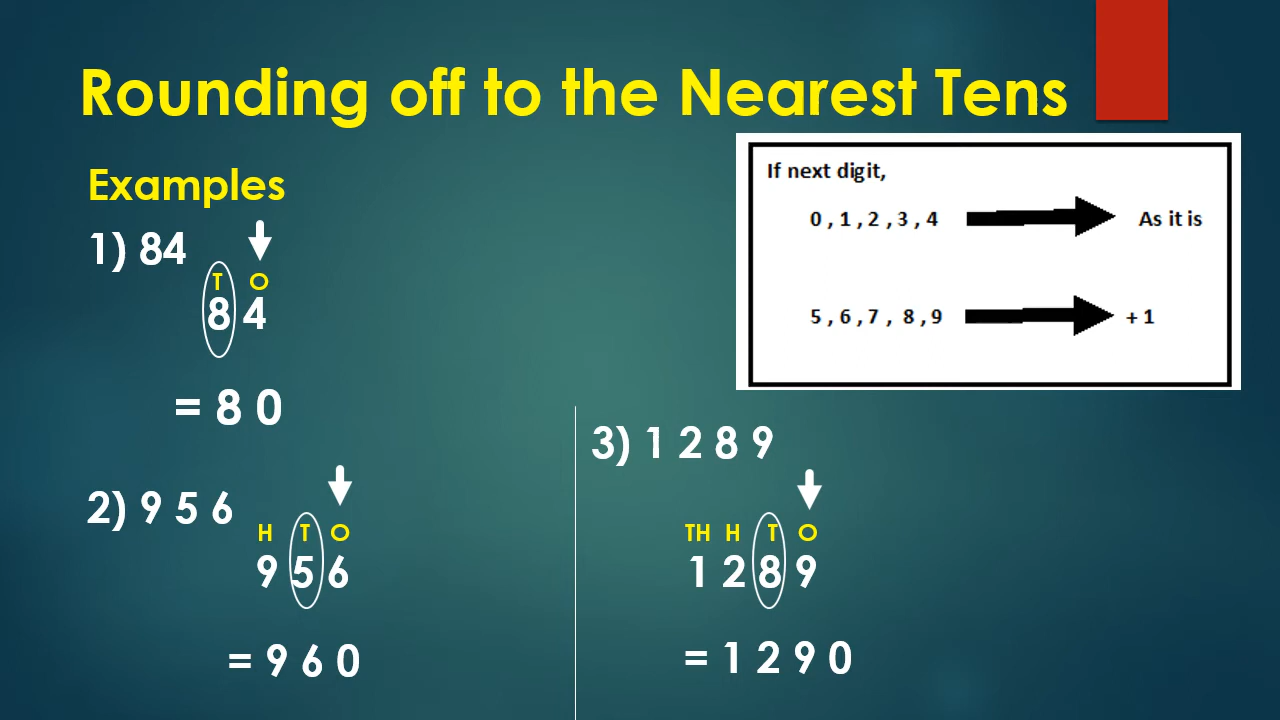 Rounding off to the Nearest Tens
Examples
1) 84
T O
8 4
= 8 0
2) 9 5 6
H T O
9 5 6
= 9 6 0
If next digit,
0 , 1 , 2 , 3 , 4 As it is
5 , 6 , 7 , 8 , 9 + 1
3) 1 2 8 9
TH H T O
1 2 8 9
= 1 2 9 0